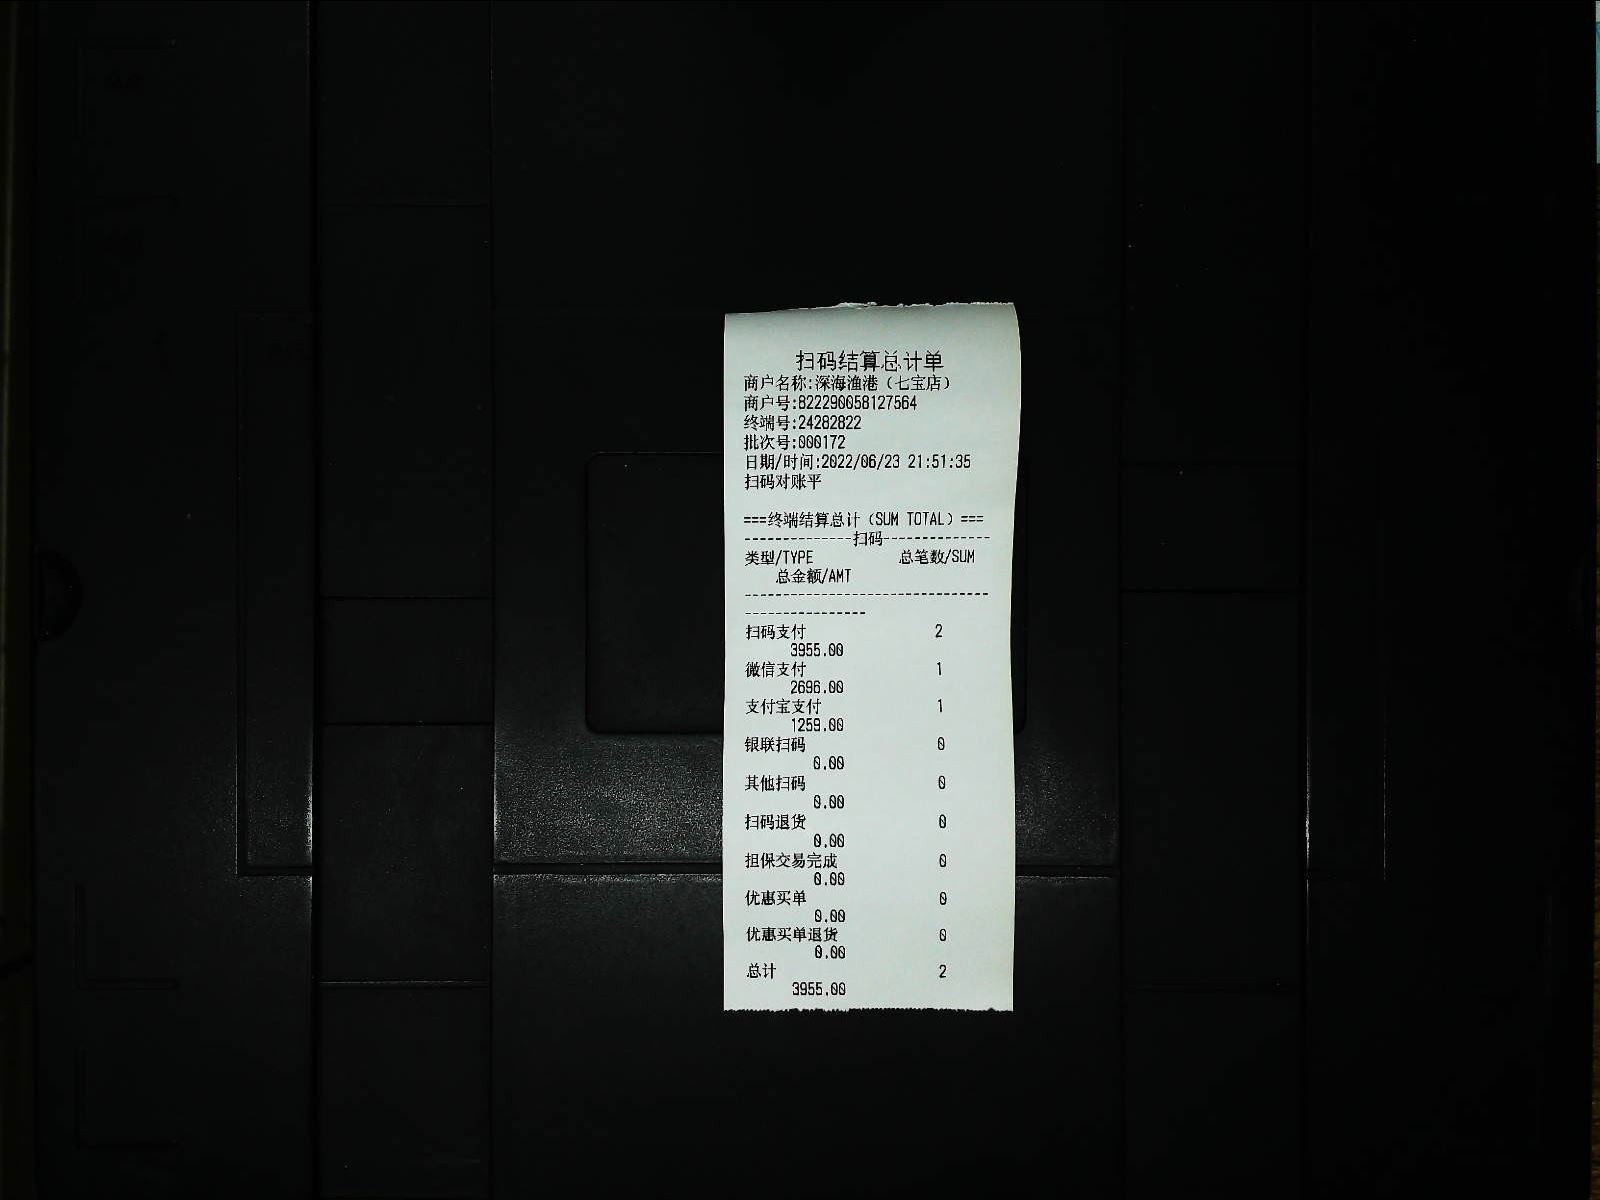 扫码结算总计单
商户名称:深海渔港（七宝店）
商户号:822290058127564
终端号:24282822
批次号:000172
日期/时间:2022/06/23 21:51:35
扫码对账平
===终端结算总计（SUM TOTAL）===
--------------扫码--------------
类型/TYPE 总笔数/SUM
总金额/AMT
--------------------------------
----------------
扫码支付 2
3955.00
微信支付 1
2696.00
支付宝支付 1
1259.00
银联扫码 0
0.00
其他扫码 0
0.00
扫码退货 0
0.00
担保交易完成 0
0.00
优惠买单 0
0.00
优惠买单退货 0
0.00
总计 2
3955.00